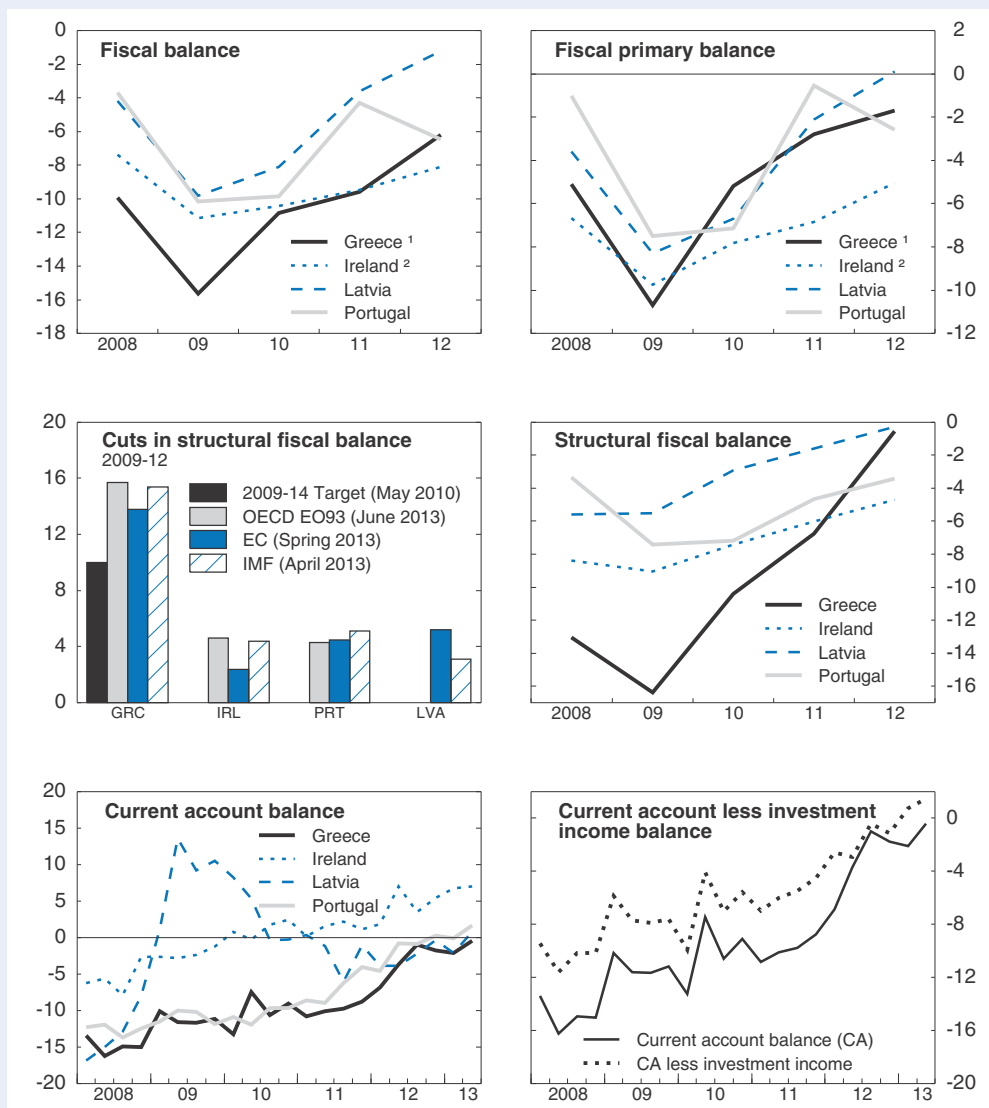 Fiscal balance
0
-2
-4
-6
-8
-10
-12
-14
-16
-18
Greece ¹
Ireland ²
Latvia
Portugal
2008 09 10 11 12
Fiscal primary balance
2
0
-2
-4
-6
-8
-10
-12
Greece ¹
Ireland ²
Latvia
Portugal
2008 09 10 11 12
Cuts in structural fiscal balance
2009-12
20
16
12
8
4
0
2009-14 Target (May 2010)
OECD EO93 (June 2013)
EC (Spring 2013)
IMF (April 2013)
GRC IRL PRT LVA
Structural fiscal balance
0
-2
-4
-6
-8
-10
-12
-14
-16
Greece
Ireland
Latvia
Portugal
2008 09 10 11 12
Current account balance
20
15
10
5
0
-5
-10
-15
-20
Greece
Ireland
Latvia
Portugal
2008 09 10 11 12 13
Current account less investment
income balance
0
-4
-8
-12
-16
-20
Current account balance (CA)
CA less investment income
2008 09 10 11 12 13